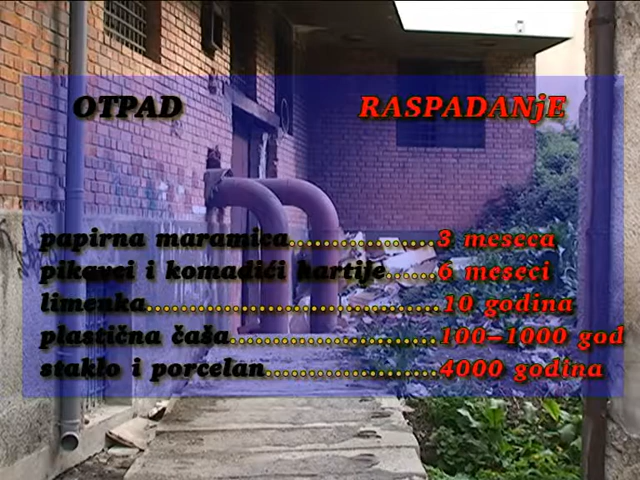 OTPAD RASPADANjE
papirna maramica................3 meseca
pikavci i komadići hartije......6 meseci
limenka.................................10 godina
plastična čaša.......................100-1000 god
staklo i porcelan...................4000 godina